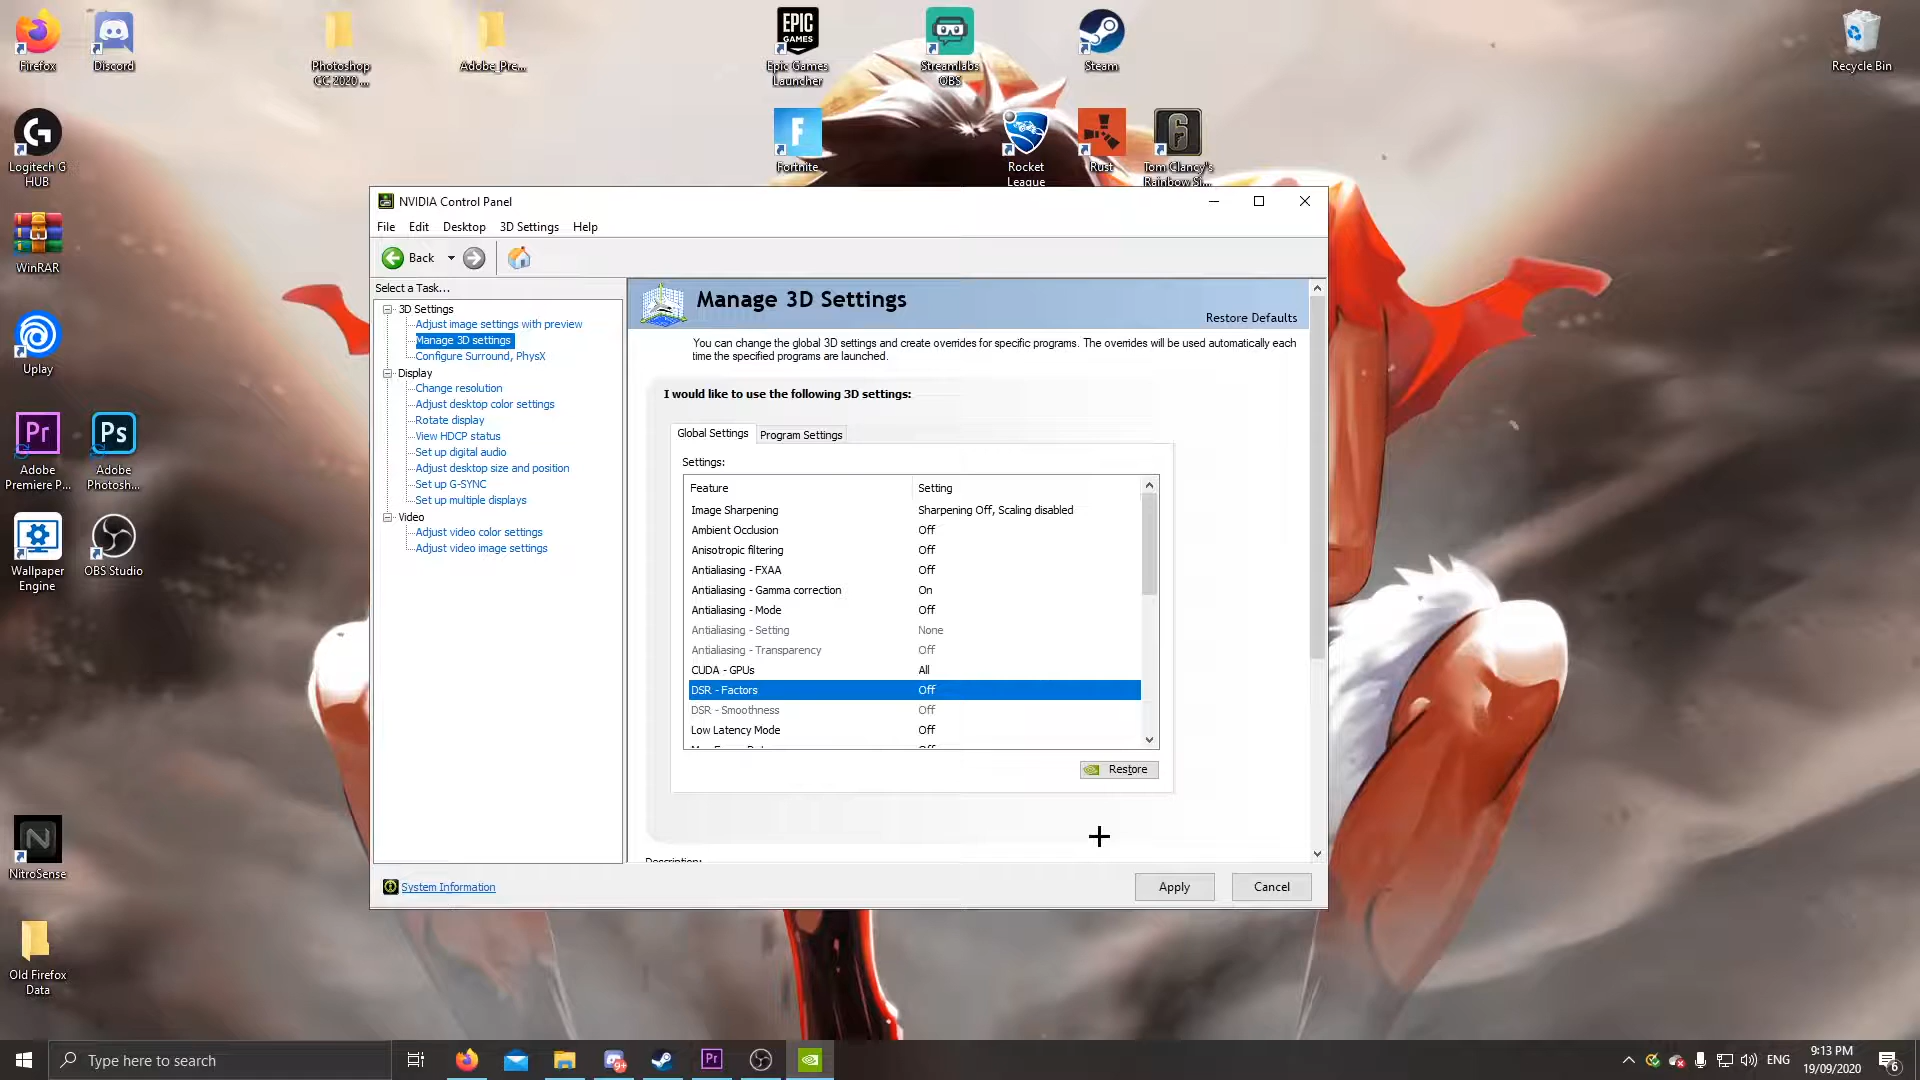 Firefox
Discord
Photoshop
CC 2020 ...
Adobe_Pre...
EPIC
GAMES
Epic Games
Launcher
Streamlabs
OBS
Steam
Recycle Bin
Logitech G
HUB
F
Fortnite
Rocket
League
Rust
6
Tom Clancy's
Rainbow Si...
WinRAR
Uplay
Pr
Adobe
Premiere P...
Ps
Adobe
Photosh...
Wallpaper
Engine
OBS Studio
N
NitroSense
Old Firefox
Data
NVIDIA Control Panel
File Edit Desktop 3D Settings Help
Back
Select a Task...
3D Settings
Adjust image settings with preview
Manage 3D settings
Configure Surround, PhysX
Display
Change resolution
Adjust desktop color settings
Rotate display
View HDCP status
Set up digital audio
Adjust desktop size and position
Set up G-SYNC
Set up multiple displays
Video
Adjust video color settings
Adjust video image settings
Manage 3D Settings
Restore Defaults
You can change the global 3D settings and create overrides for specific programs. The overrides will be used automatically each
time the specified programs are launched.
I would like to use the following 3D settings:
Global Settings Program Settings
Settings:
Feature Setting
Image Sharpening Sharpening Off, Scaling disabled
Ambient Occlusion Off
Anisotropic filtering Off
Antialiasing - FXAA Off
Antialiasing - Gamma correction On
Antialiasing - Mode Off
Antialiasing - Setting None
Antialiasing - Transparency Off
CUDA - GPUs All
DSR - Factors Off
DSR - Smoothness Off
Low Latency Mode Off
Restore
Description:
System Information
Apply Cancel
Type here to search
9+
Pr
ENG
9:13 PM
19/09/2020
6